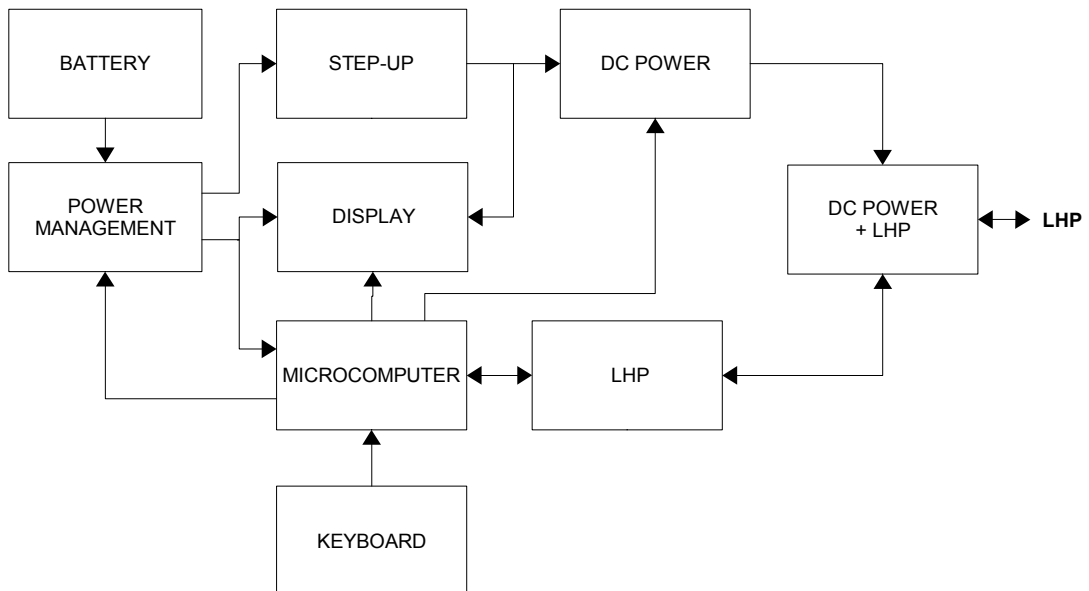 BATTERY
STEP-UP
DC POWER
POWER
MANAGEMENT
DISPLAY
DC POWER
+ LHP
LHP
MICROCOMPUTER
LHP
KEYBOARD